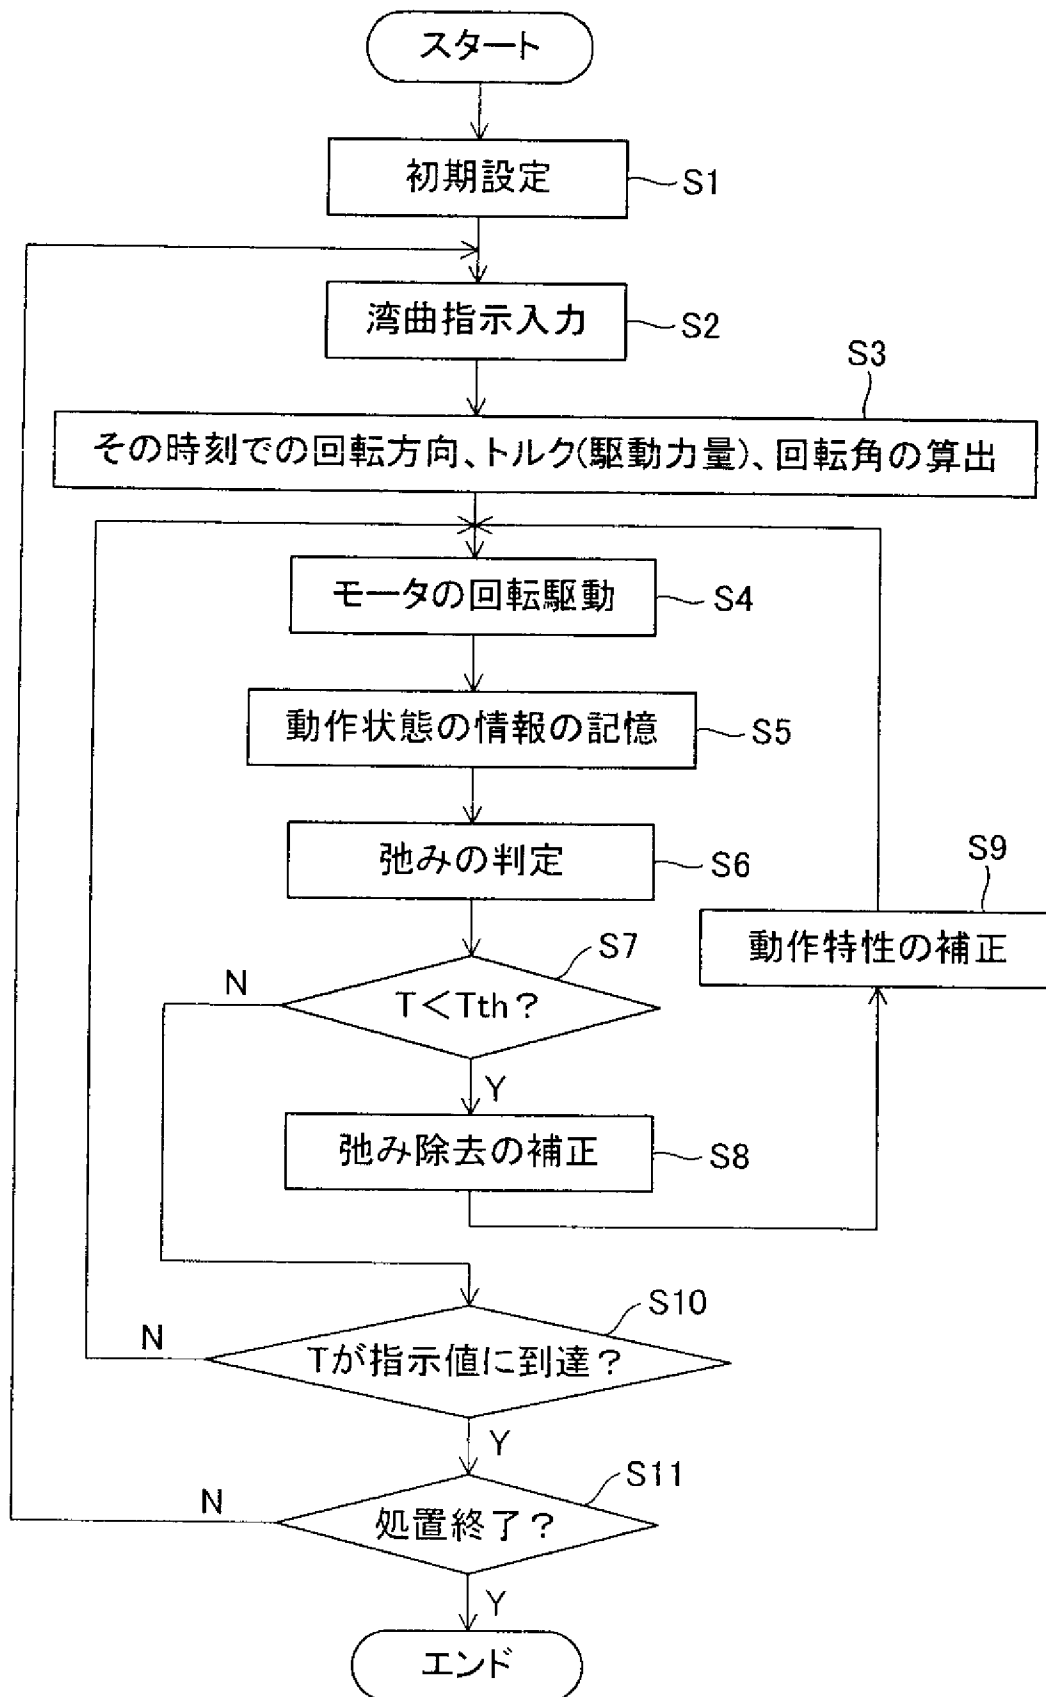 スタート
初期設定
S1
湾曲指示入力
S2
S3
その時刻での回転方向、トルク(駆動力量)、回転角の算出
モータの回転駆動
S4
動作状態の情報の記憶
S5
弛みの判定
S6
S9
動作特性の補正
S7
N
T<Tth?
Y
弛み除去の補正
S8
S10
N
Tが指示値に到達?
Y
S11
N
処置終了?
Y
エンド